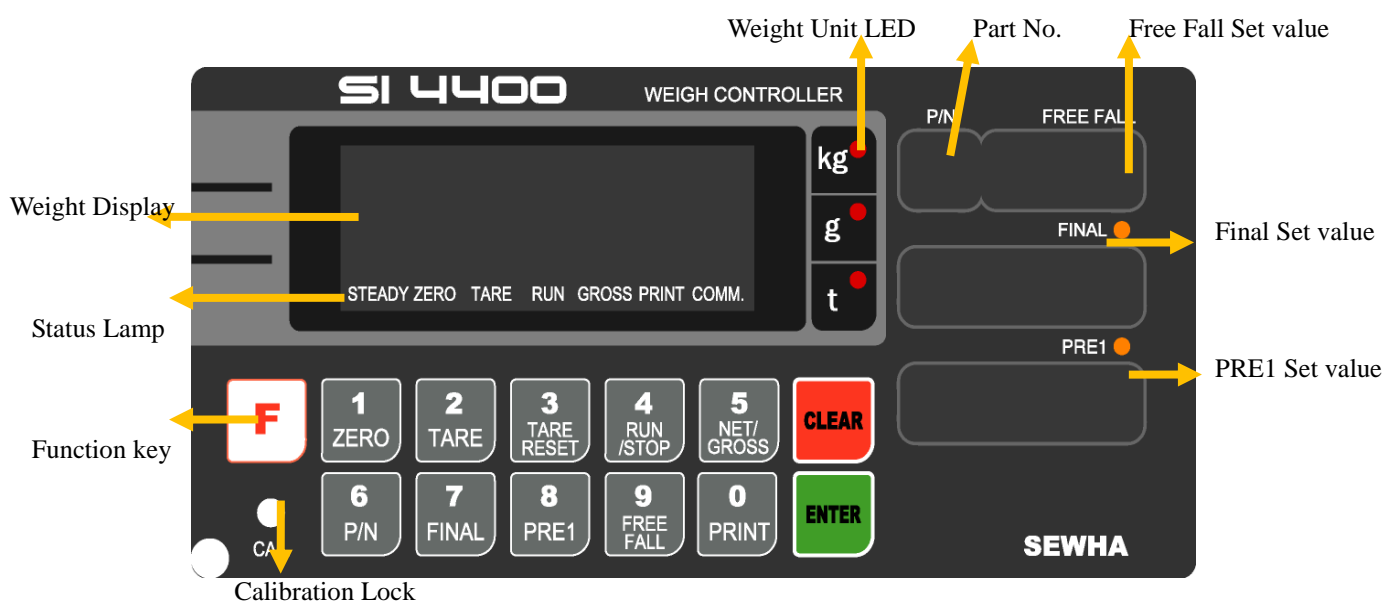 Weight Unit LED
Part No.
Free Fall Set value
SI 4400
WEIGH CONTROLLER
P/N
FREE FALL
kg
g
t
Weight Display
FINAL
Final Set value
STEADY ZERO TARE RUN GROSS PRINT COMM.
Status Lamp
PRE1
PRE1 Set value
F
1
ZERO
2
TARE
3
TARE
RESET
4
RUN
/STOP
5
NET/
GROSS
CLEAR
Function key
6
P/N
7
FINAL
8
PRE1
9
FREE
FALL
0
PRINT
ENTER
CA
SEWHA
Calibration Lock